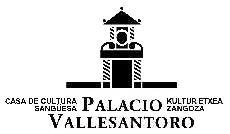 CASA DE CULTURA
SANGÜESA
PALACIO
KULTUR ETXEA
ZANGOZA
VALLESANTORO